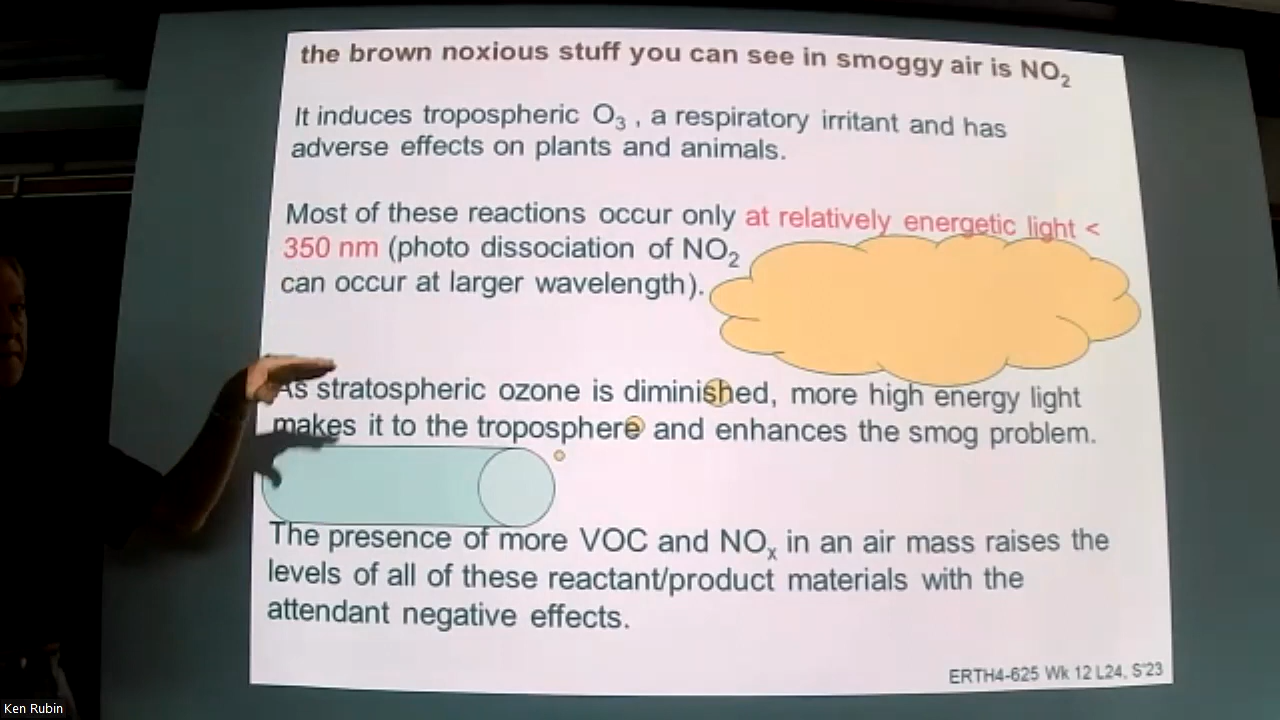 the brown noxious stuff you can see in smoggy air is NO₂
It induces tropospheric O₃ , a respiratory irritant and has
adverse effects on plants and animals.
Most of these reactions occur only at relatively energetic light <
350 nm (photo dissociation of NO₂
can occur at larger wavelength).
As stratospheric ozone is diminished, more high energy light
makes it to the troposphere and enhances the smog problem.
The presence of more VOC and NOₓ in an air mass raises the
levels of all of these reactant/product materials with the
attendant negative effects.
ERTH4-625 Wk 12 L24, S'23
Ken Rubin